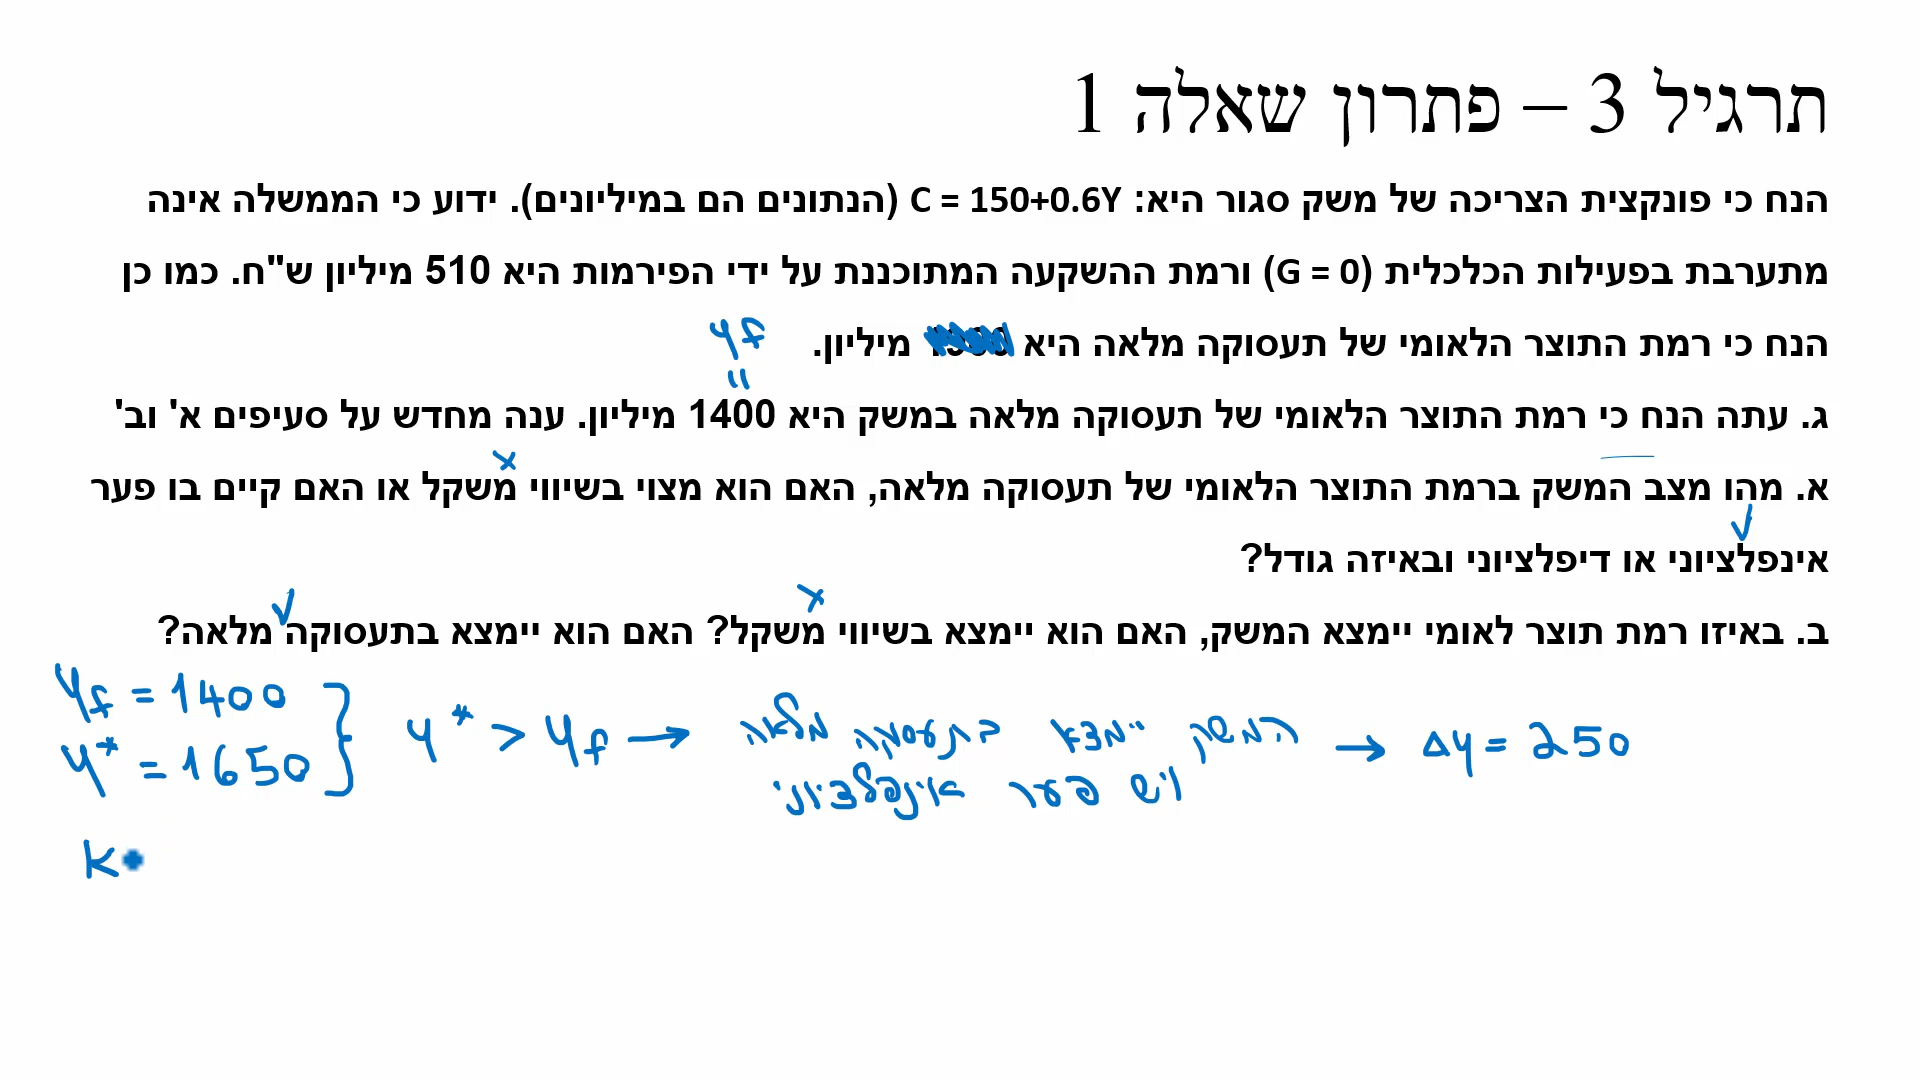 תרגיל 3 – פתרון שאלה 1
הנח כי פונקצית הצריכה של משק סגור היא: C = 150+0.6Y (הנתונים הם במיליונים). ידוע כי הממשלה אינה
מתערבת בפעילות הכלכלית (G = 0) ורמת ההשקעה המתוכננת על ידי הפירמות היא 510 מיליון ש"ח. כמו כן
הנח כי רמת התוצר הלאומי של תעסוקה מלאה היא מיליון.
yf
=
ג. עתה הנח כי רמת התוצר הלאומי של תעסוקה מלאה במשק היא 1400 מיליון. ענה מחדש על סעיפים א' וב'
א. מהו מצב המשק ברמת התוצר הלאומי של תעסוקה מלאה, האם הוא מצוי בשיווי משקל או האם קיים בו פער
אינפלציוני או דיפלציוני ובאיזה גודל?
ב. באיזו רמת תוצר לאומי יימצא המשק, האם הוא יימצא בשיווי משקל? האם הוא יימצא בתעסוקה מלאה?
yf = 1400
y* = 1650
y* > yf → המשק יימצא בתעסוקה מלאה → Δy = 250
ויש פער אינפלציוני
K